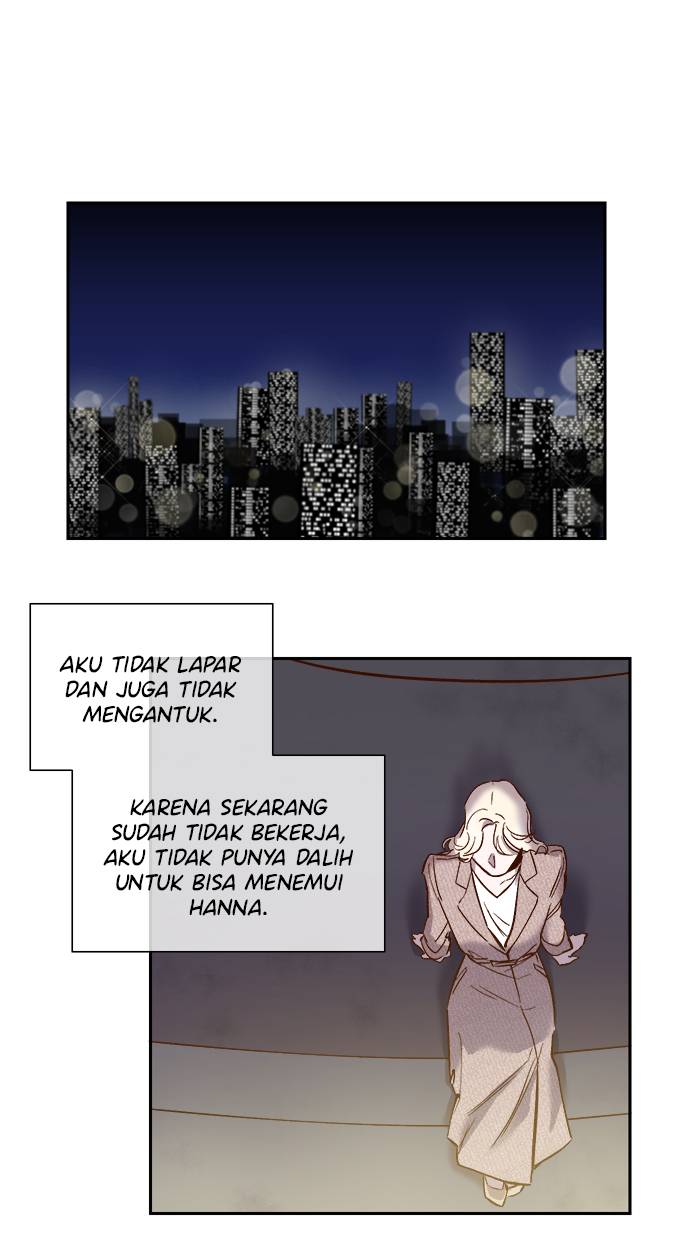 AKU TIDAK LAPAR
DAN JUGA TIDAK
MENGANTUK.
KARENA SEKARANG
SUDAH TIDAK BEKERJA,
AKU TIDAK PUNYA DALIH
UNTUK BISA MENEMUI
HANNA.